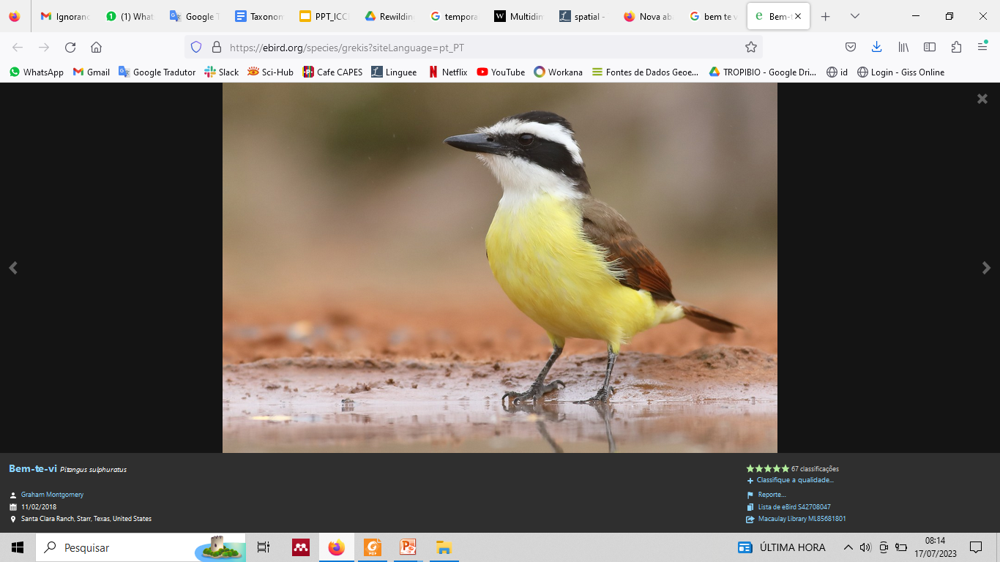 Ignoranc
(1) What
Google T
Taxonom
PPT_ICC
Rewildin
tempora
Multidim
spatial -
Nova ab
bem te v
Bem-t
https://ebird.org/species/grekis?siteLanguage=pt_PT
WhatsApp
Gmail
Google Tradutor
Slack
Sci-Hub
Cafe CAPES
Linguee
Netflix
YouTube
Workana
Fontes de Dados Geoe...
TROPIBIO - Google Dri...
id
Login - Giss Online
Bem-te-vi Pitangus sulphuratus
Graham Montgomery
11/02/2018
Santa Clara Ranch, Starr, Texas, United States
67 classificações
Classifique a qualidade...
Reporte...
Lista de eBird S42708047
Macaulay Library ML85681801
Pesquisar
ÚLTIMA HORA
08:14
17/07/2023